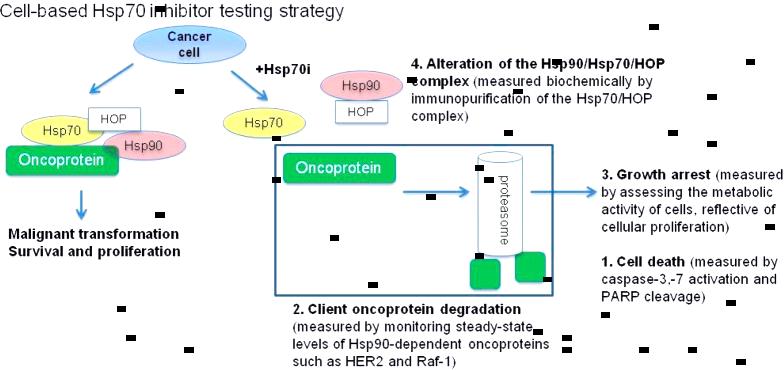 Cell-based Hsp70 inhibitor testing strategy
Cancer
cell
+Hsp70i
4. Alteration of the Hsp90/Hsp70/HOP
complex (measured biochemically by
immunopurification of the Hsp70/HOP
complex)
Hsp90
HOP
Hsp70
HOP
Hsp70
Hsp90
Oncoprotein
Malignant transformation
Survival and proliferation
Oncoprotein
proteasome
3. Growth arrest (measured
by assessing the metabolic
activity of cells, reflective of
cellular proliferation)
1. Cell death (measured by
caspase-3,-7 activation and
PARP cleavage)
2. Client oncoprotein degradation
(measured by monitoring steady-state
levels of Hsp90-dependent oncoproteins
such as HER2 and Raf-1)